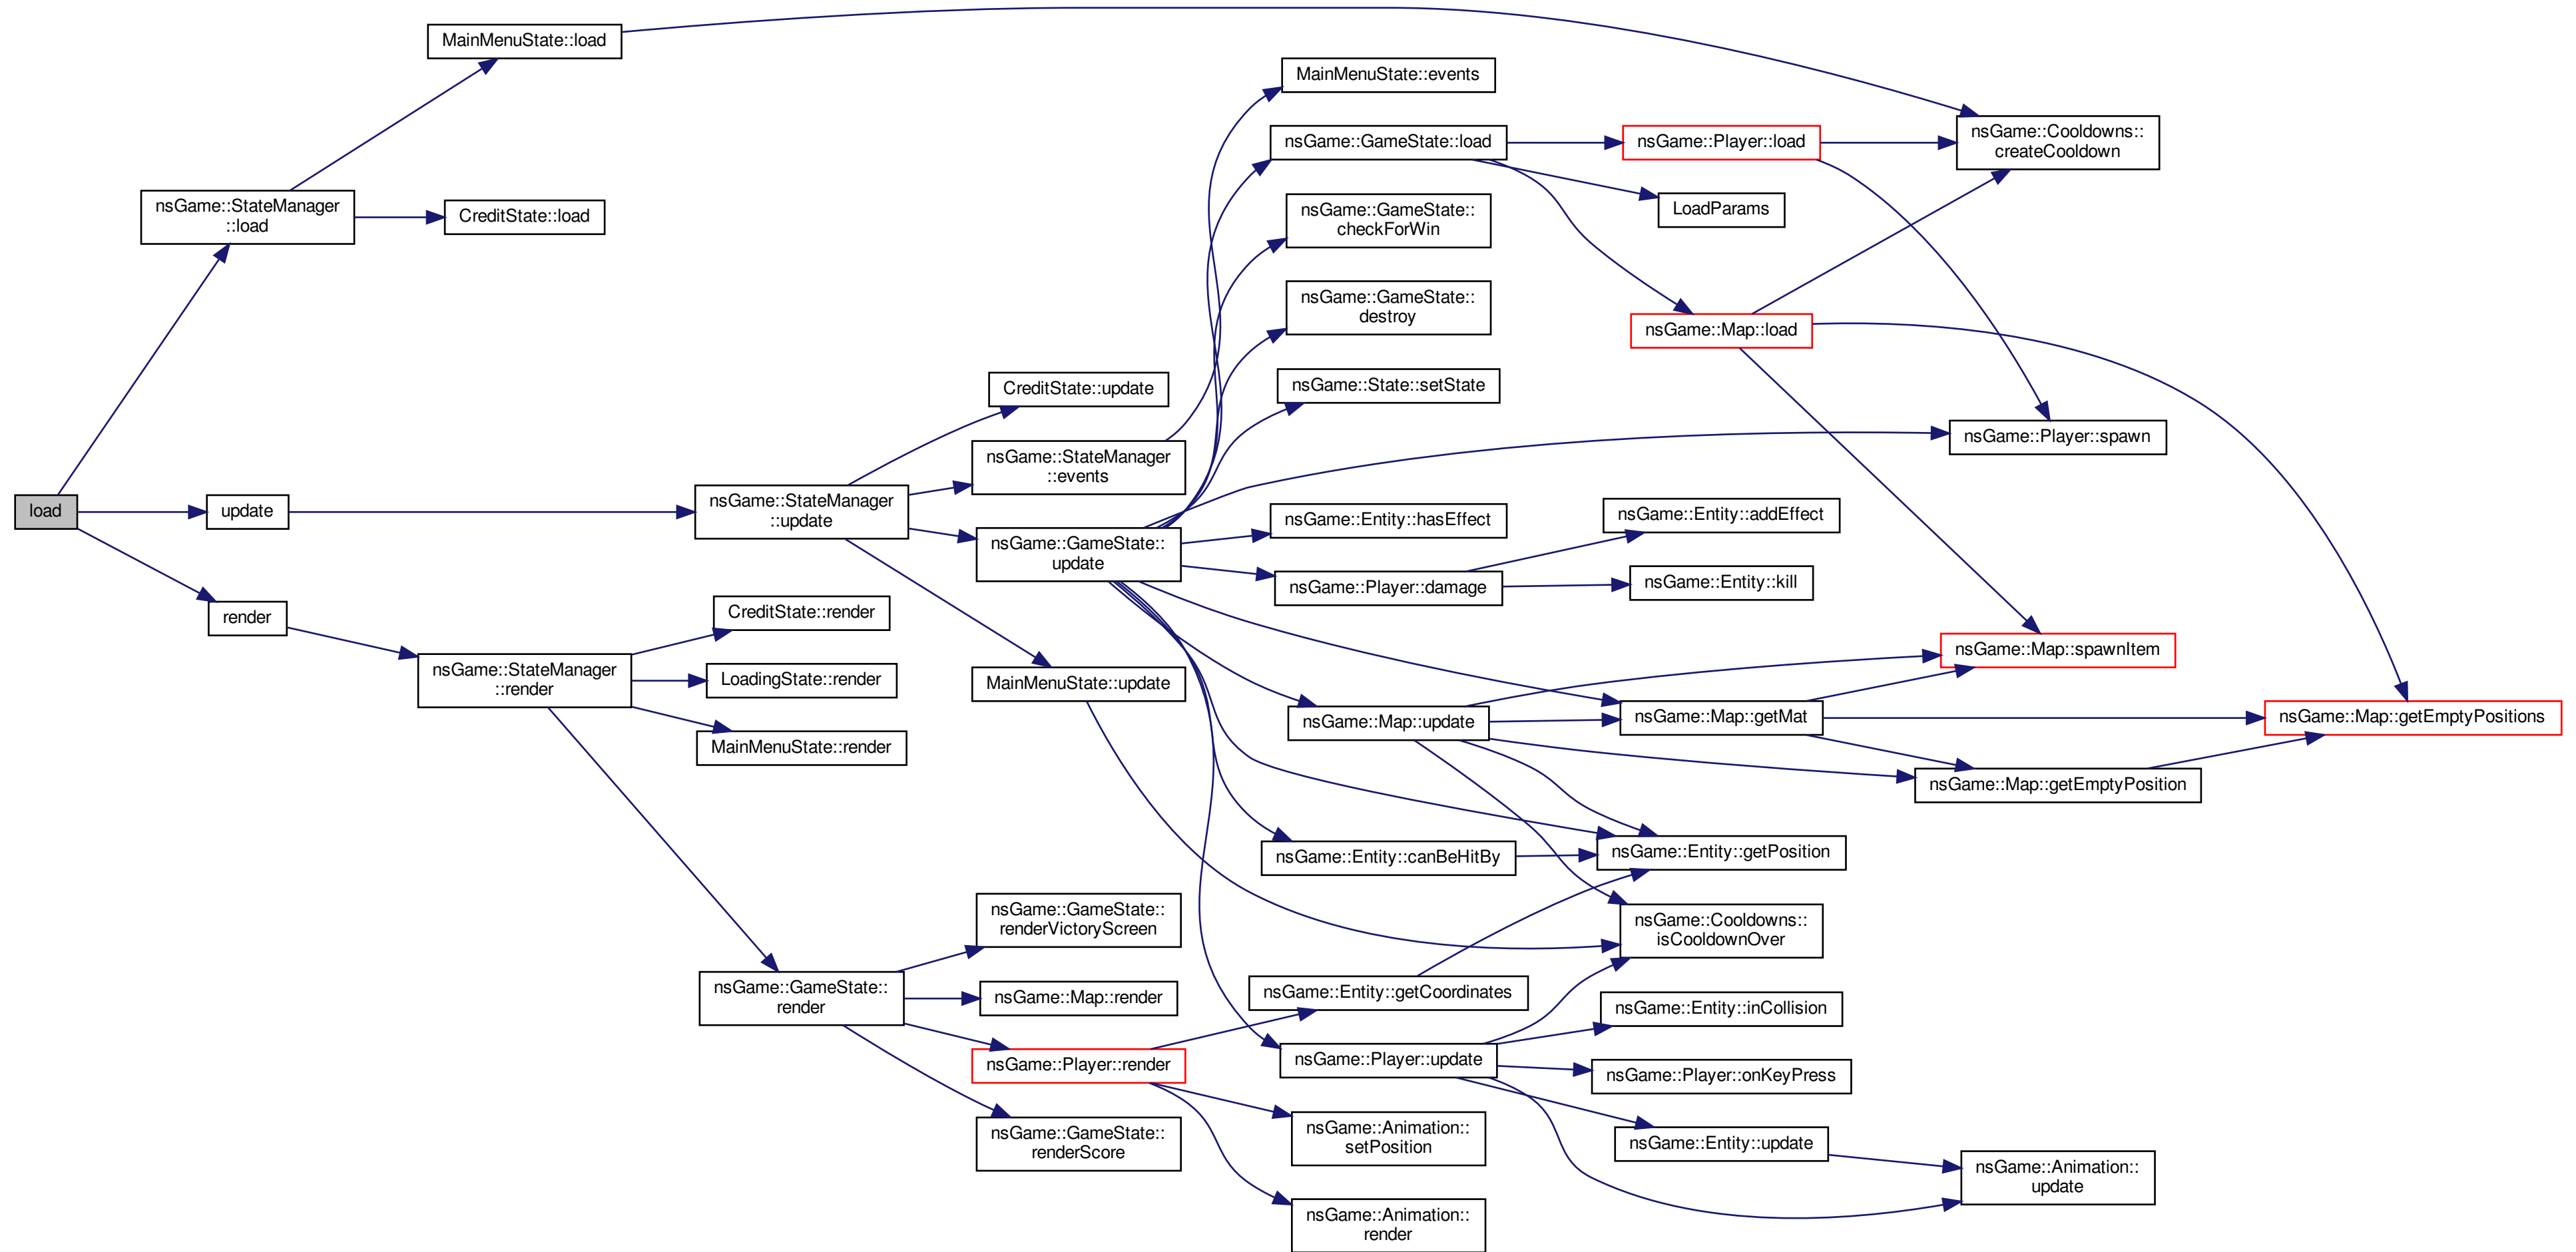 load
nsGame::StateManager
::load
update
render
MainMenuState::load
CreditState::load
nsGame::StateManager
::update
nsGame::StateManager
::render
CreditState::update
nsGame::StateManager
::events
nsGame::GameState::
update
MainMenuState::update
CreditState::render
LoadingState::render
MainMenuState::render
nsGame::GameState::
render
nsGame::GameState::
renderVictoryScreen
nsGame::Map::render
nsGame::Player::render
nsGame::GameState::
renderScore
MainMenuState::events
nsGame::GameState::load
nsGame::GameState::
checkForWin
nsGame::GameState::
destroy
nsGame::State::setState
nsGame::Entity::hasEffect
nsGame::Player::damage
nsGame::Map::update
nsGame::Entity::canBeHitBy
nsGame::Entity::getCoordinates
nsGame::Player::update
nsGame::Animation::
setPosition
nsGame::Animation::
render
nsGame::Player::load
LoadParams
nsGame::Map::load
nsGame::Entity::addEffect
nsGame::Entity::kill
nsGame::Map::getMat
nsGame::Entity::getPosition
nsGame::Cooldowns::
isCooldownOver
nsGame::Entity::inCollision
nsGame::Player::onKeyPress
nsGame::Entity::update
nsGame::Cooldowns::
createCooldown
nsGame::Player::spawn
nsGame::Map::spawnItem
nsGame::Map::getEmptyPosition
nsGame::Animation::
update
nsGame::Map::getEmptyPositions